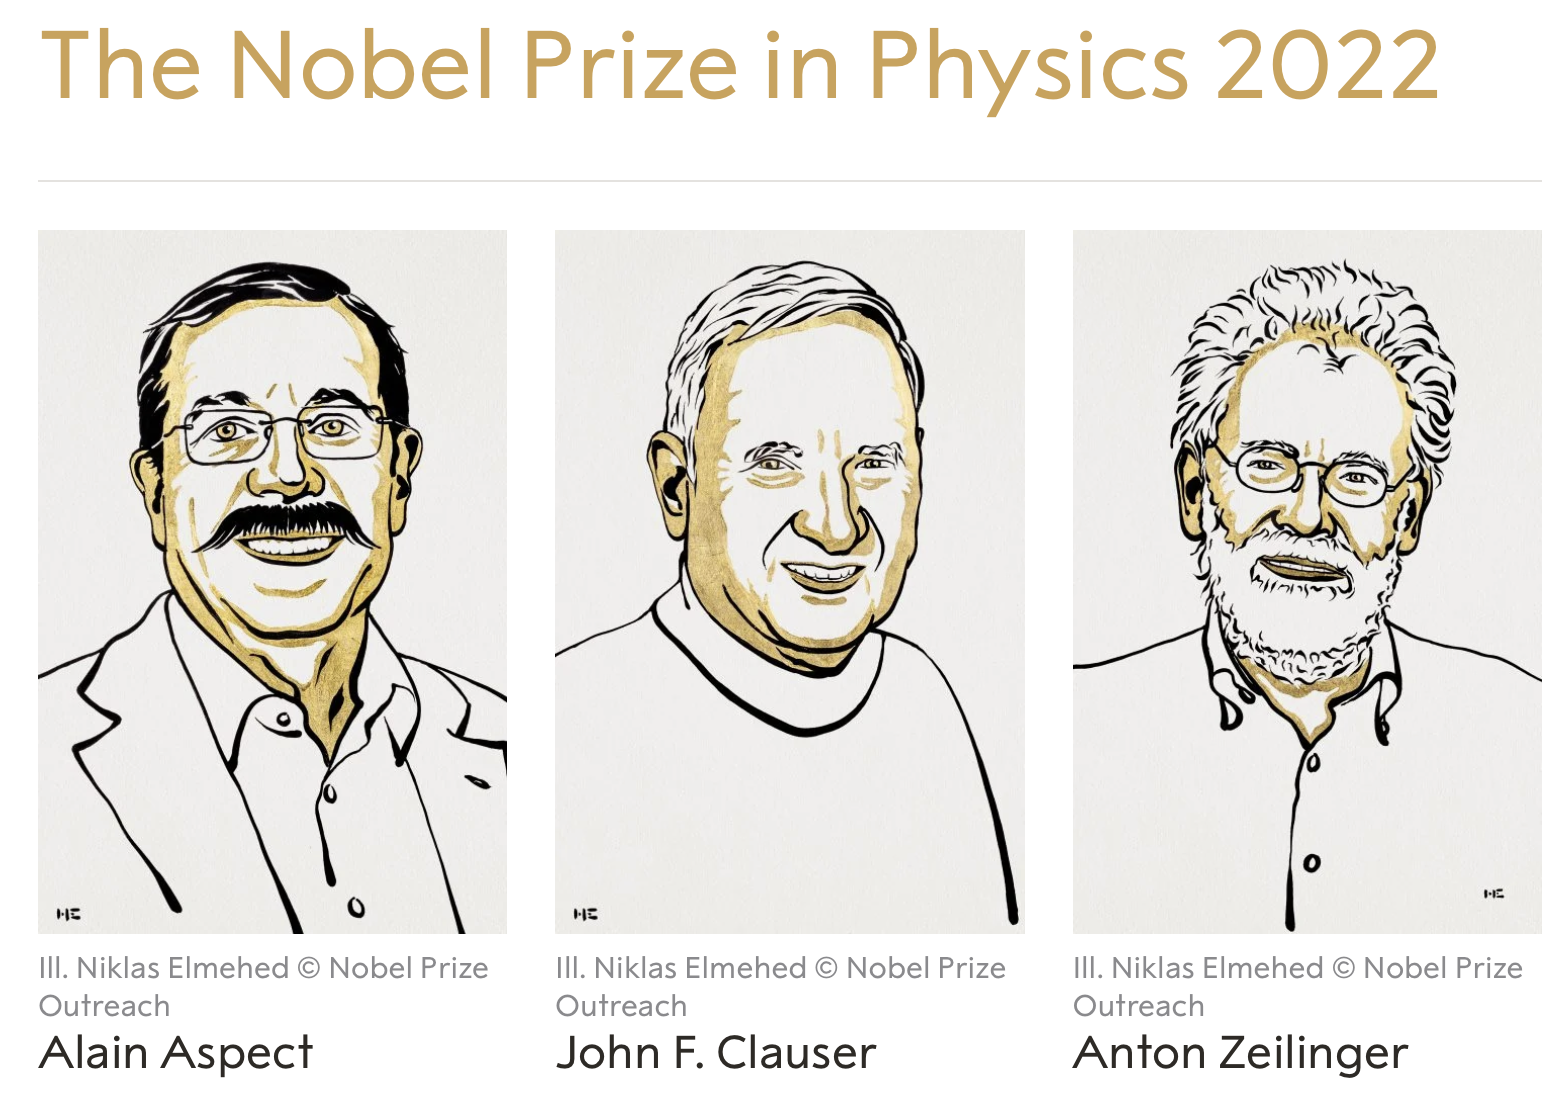 The Nobel Prize in Physics 2022
Ill. Niklas Elmehed © Nobel Prize
Outreach
Alain Aspect
Ill. Niklas Elmehed © Nobel Prize
Outreach
John F. Clauser
Ill. Niklas Elmehed © Nobel Prize
Outreach
Anton Zeilinger